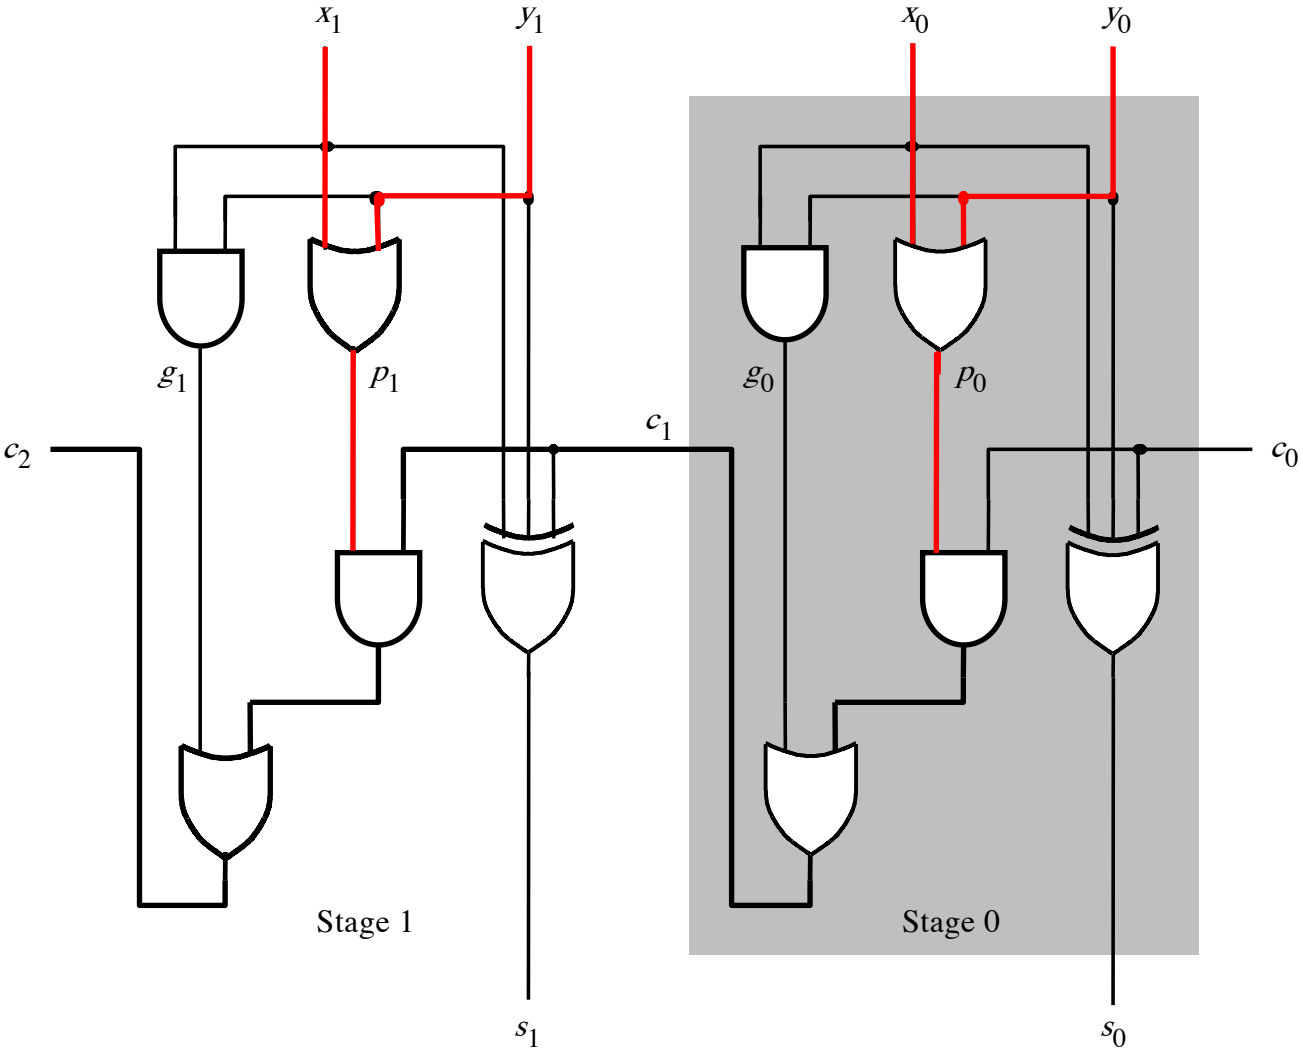 x₁ y₁ x₀ y₀
g₁ p₁ g₀ p₀
c₂ c₁ c₀
Stage 1 Stage 0
s₁ s₀